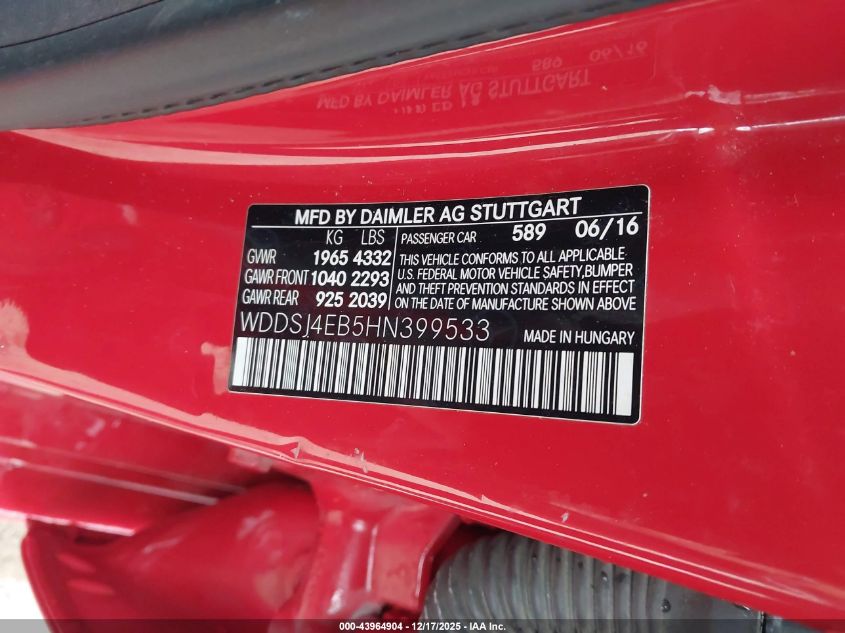 MFD BY DAIMLER AG STUTTGART
KG LBS
GVWR 1965 4332
GAWR FRONT 1040 2293
GAWR REAR 925 2039
PASSENGER CAR 589 06/16
THIS VEHICLE CONFORMS TO ALL APPLICABLE
U.S. FEDERAL MOTOR VEHICLE SAFETY,BUMPER
AND THEFT PREVENTION STANDARDS IN EFFECT
ON THE DATE OF MANUFACTURE SHOWN ABOVE
WDDSJ4EB5HN399533 MADE IN HUNGARY
000-43964904 - 12/17/2025 - IAA Inc.